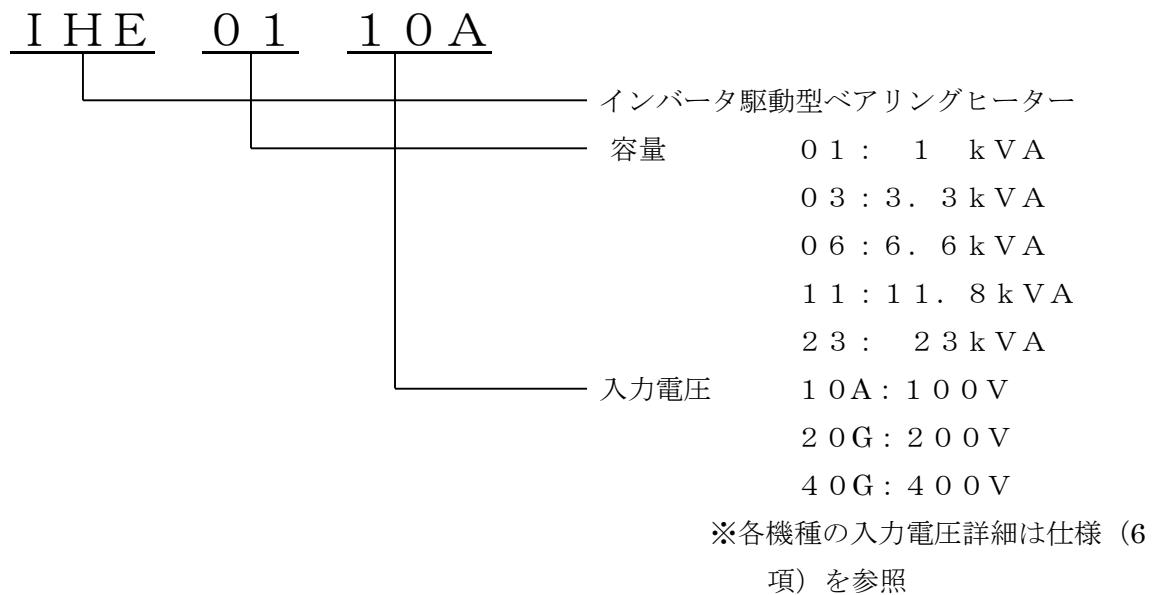 ＩＨＥ　０１　１０Ａ
インバータ駆動型ベアリングヒーター
容量　０１：　１　ｋＶＡ
０３：３．３ｋＶＡ
０６：６．６ｋＶＡ
１１：１１．８ｋＶＡ
２３：　２３ｋＶＡ
入力電圧　１０A：１００Ｖ
２０G：２００Ｖ
４０G：４００Ｖ
※各機種の入力電圧詳細は仕様（6
項）を参照